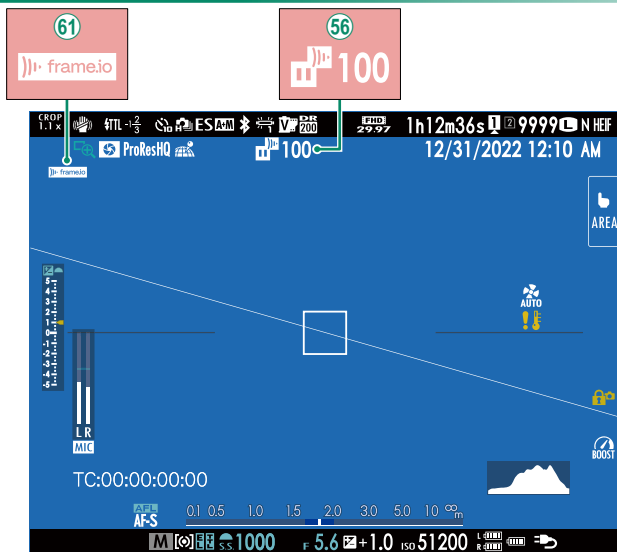 61
56
frame.io
100
CROP 1.1x TTL -1 2/3 10 ES A+M V DR 200 FHD 29.97 1h12m36s 1 2 9999 L N HEIF
ProResHQ 100 12/31/2022 12:10 AM
frame.io
AREA
AUTO
5
4
3
2
1
0
-1
-2
-3
-4
-5
L R
MIC
BOOST
TC:00:00:00:00
AFL 0.1 0.5 1.0 1.5 2.0 3.0 5.0 10 ∞ m
AF-S
M S.S. 1000 F 5.6 +1.0 ISO 51200 L R